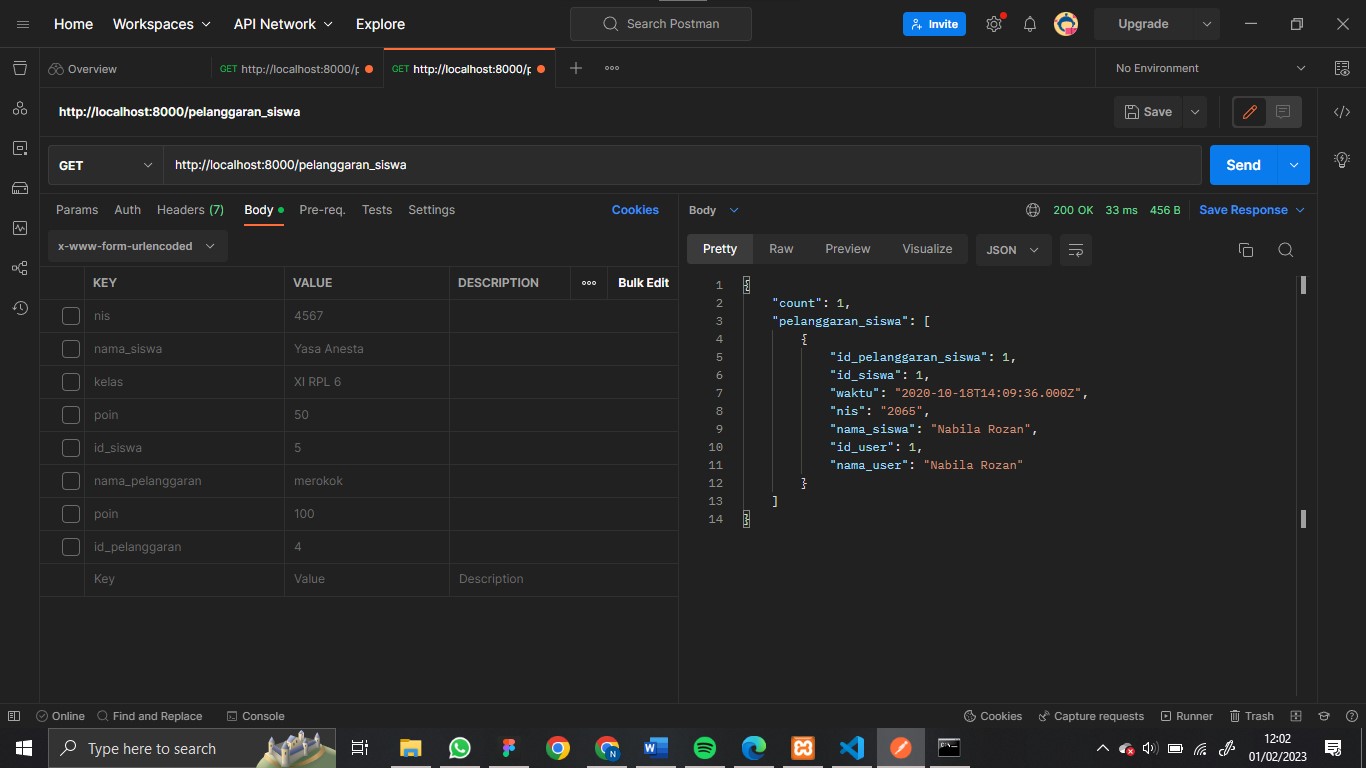 Home Workspaces API Network Explore Search Postman Invite Upgrade
Overview GET http://localhost:8000/p GET http://localhost:8000/p No Environment
http://localhost:8000/pelanggaran_siswa Save
GET http://localhost:8000/pelanggaran_siswa Send
Params Auth Headers (7) Body Pre-req. Tests Settings Cookies
x-www-form-urlencoded
KEY VALUE DESCRIPTION Bulk Edit
nis 4567
nama_siswa Yasa Anesta
kelas XI RPL 6
poin 50
id_siswa 5
nama_pelanggaran merokok
poin 100
id_pelanggaran 4
Key Value Description
Body 200 OK 33 ms 456 B Save Response
Pretty Raw Preview Visualize JSON
1 {
2 "count": 1,
3 "pelanggaran_siswa": [
4 {
5 "id_pelanggaran_siswa": 1,
6 "id_siswa": 1,
7 "waktu": "2020-10-18T14:09:36.000Z",
8 "nis": "2065",
9 "nama_siswa": "Nabila Rozan",
10 "id_user": 1,
11 "nama_user": "Nabila Rozan"
12 }
13 ]
14 }
Online Find and Replace Console Cookies Capture requests Runner Trash
Type here to search
12:02
01/02/2023